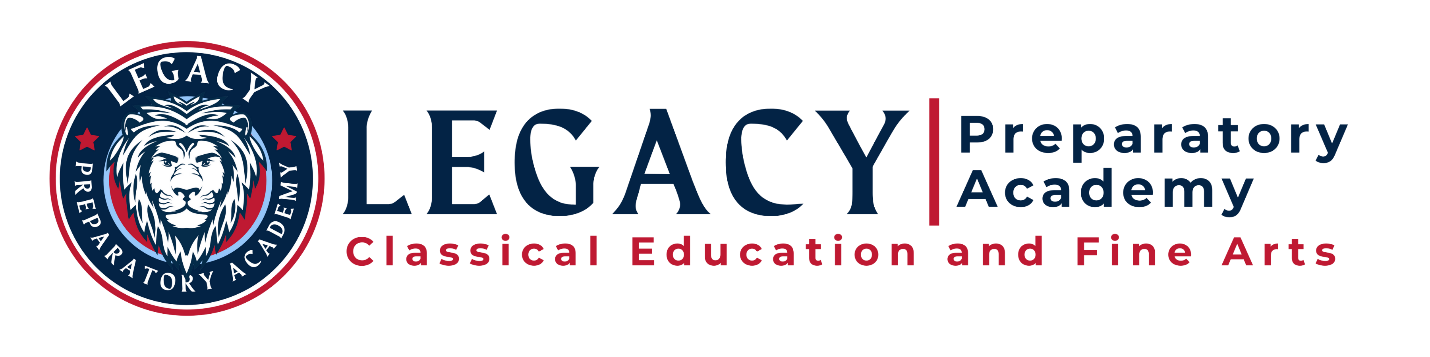 LEGACY
PREPARATORY ACADEMY
LEGACY
Preparatory
Academy
Classical Education and Fine Arts